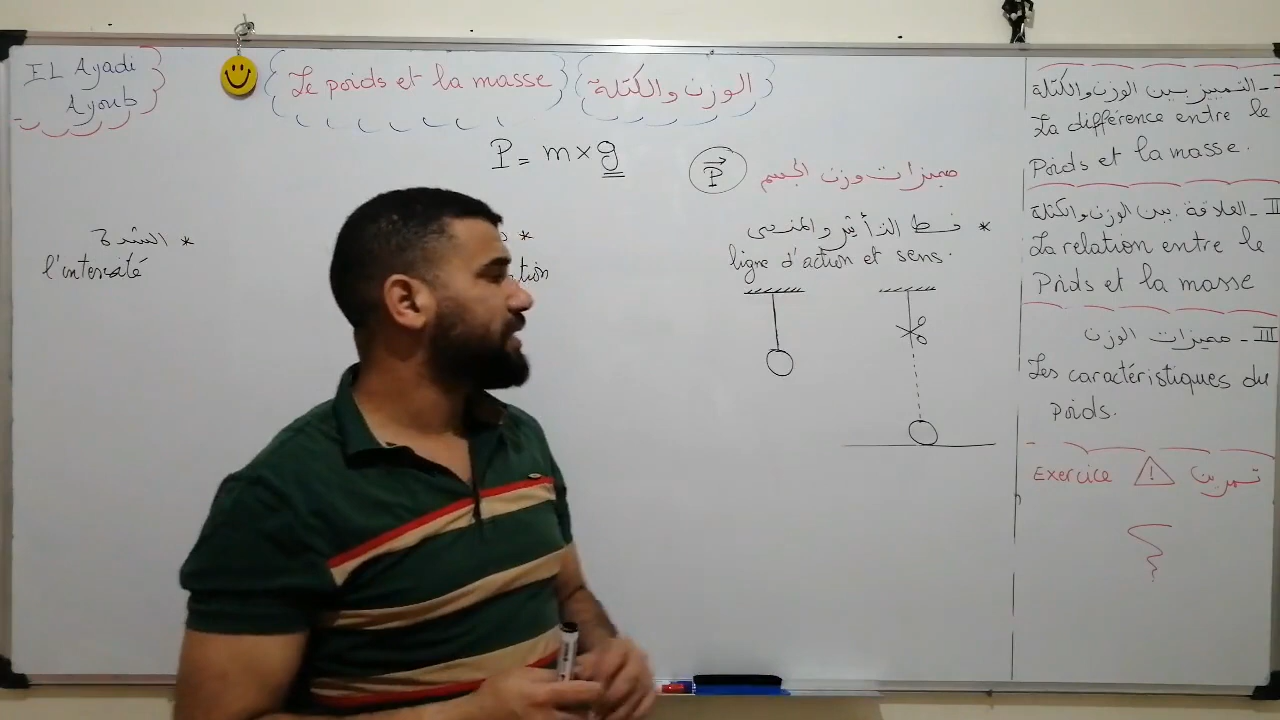 EL Ayadi
Ayoub
Le poids et la masse
الوزن والكتلة
P = m × g
P
مميزات وزن الجسم
* خط التأثير والمنحى
ligne d'action et sens.
*
tion
* الشدة
l'intensité
I - التمييز بين الوزن والكتلة
La différence entre le
Poids et la masse.
II - العلاقة بين الوزن والكتلة
La relation entre le
Poids et la masse
III - مميزات الوزن
Les caractéristiques du
Poids.
Exercice ! تمرين